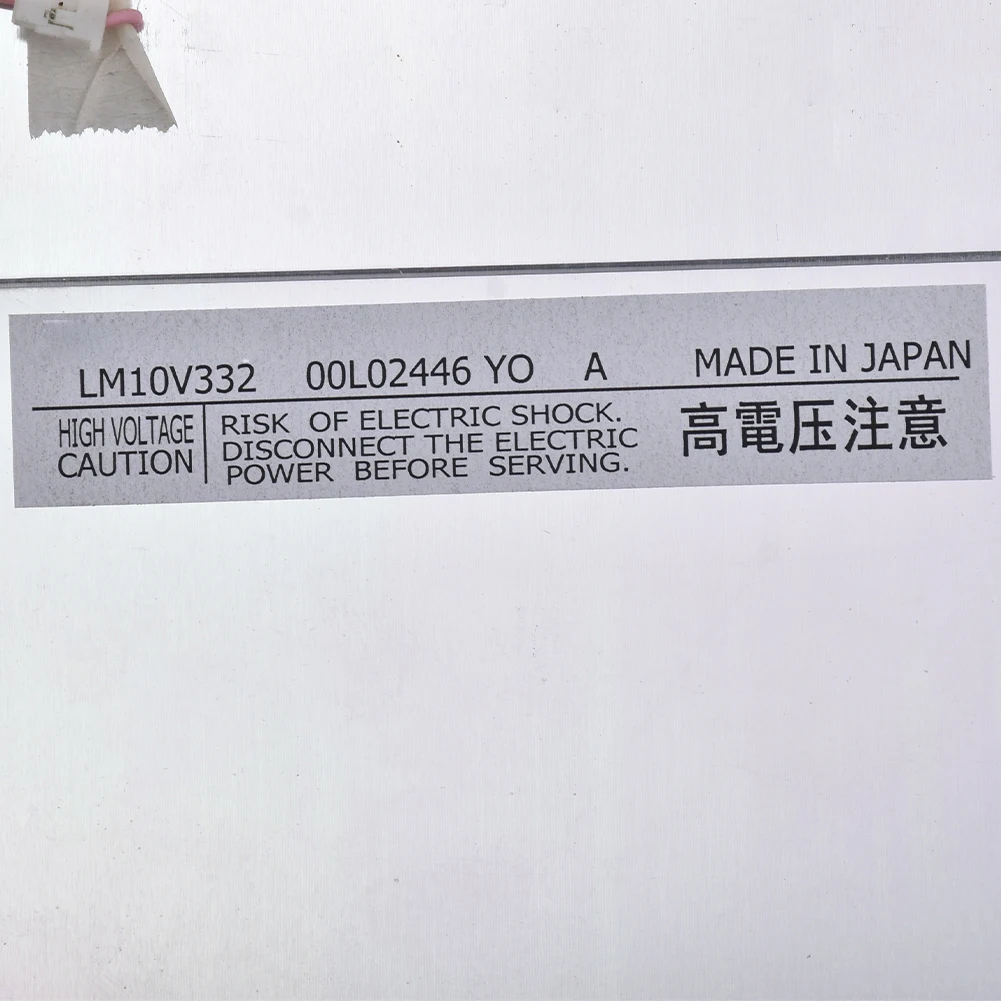 LM10V332 00L02446 YO A MADE IN JAPAN
HIGH VOLTAGE
CAUTION
RISK OF ELECTRIC SHOCK.
DISCONNECT THE ELECTRIC
POWER BEFORE SERVING.
高電圧注意